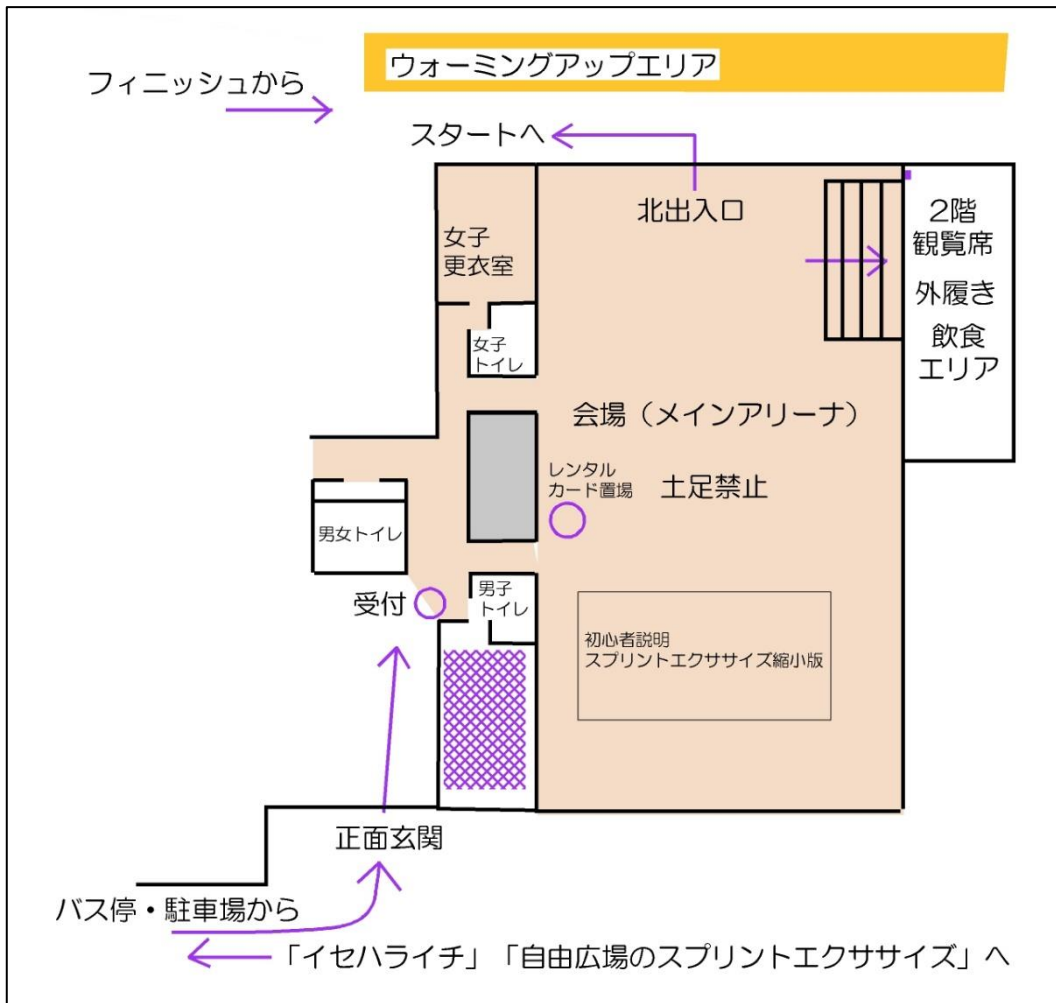 ウォーミングアップエリア
フィニッシュから
スタートへ
北出入口
2階
観覧席
外履き
飲食
エリア
女子
更衣室
女子
トイレ
会場（メインアリーナ）
レンタル
カード置場
土足禁止
男女トイレ
受付
男子
トイレ
初心者説明
スプリントエクササイズ縮小版
正面玄関
バス停・駐車場から
「イセハライチ」「自由広場のスプリントエクササイズ」へ